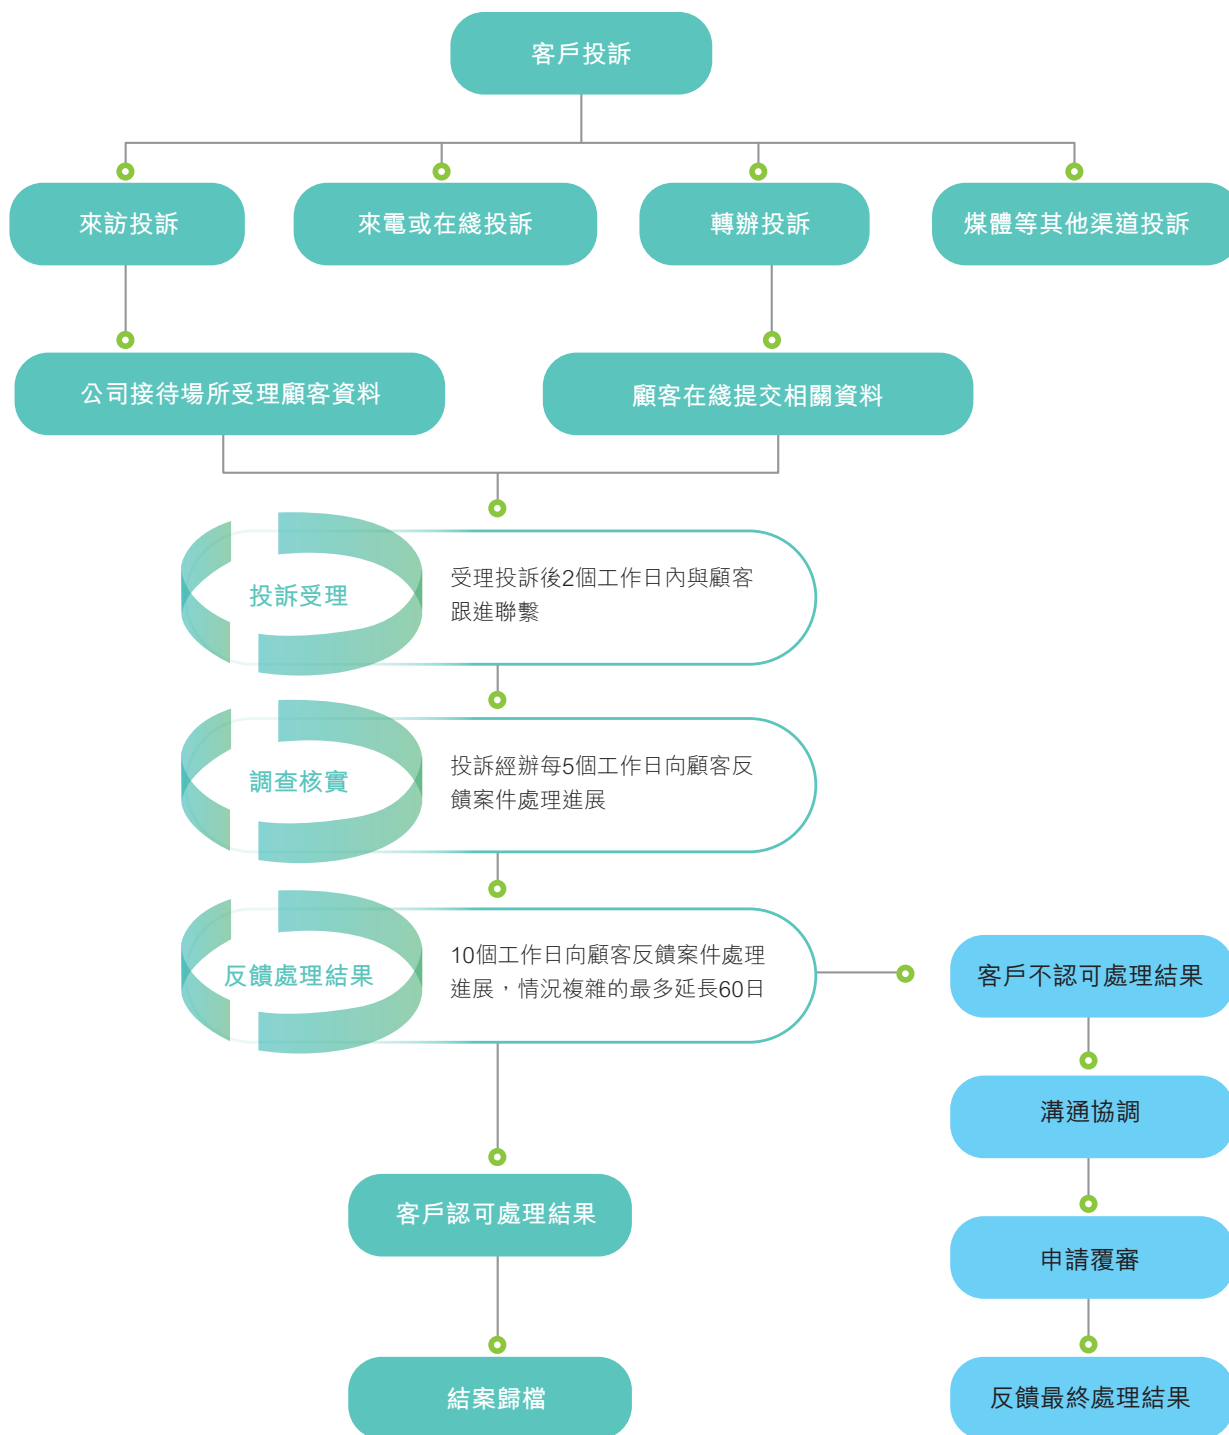 客戶投訴
來訪投訴
來電或在綫投訴
轉辦投訴
煤體等其他渠道投訴
公司接待場所受理顧客資料
顧客在綫提交相關資料
投訴受理
受理投訴後2個工作日內與顧客
跟進聯繫
調查核實
投訴經辦每5個工作日向顧客反
饋案件處理進展
反饋處理結果
10個工作日向顧客反饋案件處理
進展，情況複雜的最多延長60日
客戶不認可處理結果
溝通協調
客戶認可處理結果
申請覆審
結案歸檔
反饋最終處理結果